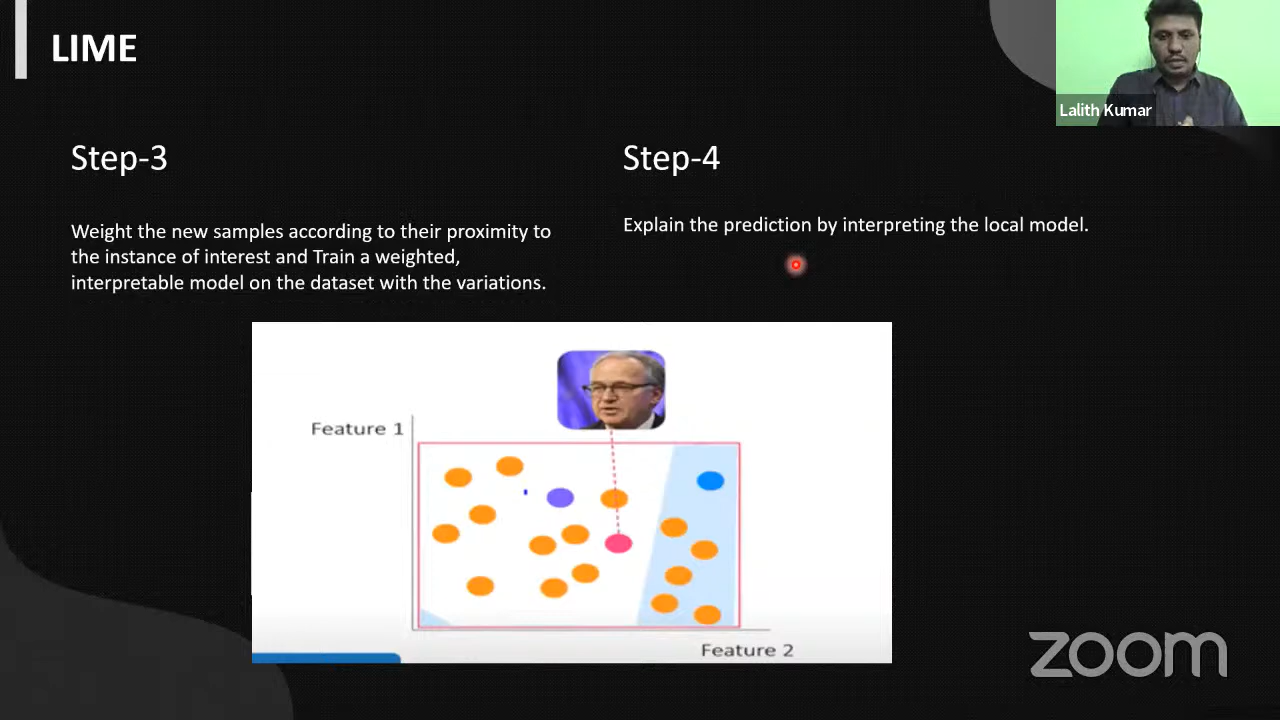 LIME
Lalith Kumar
Step-3
Weight the new samples according to their proximity to
the instance of interest and Train a weighted,
interpretable model on the dataset with the variations.
Step-4
Explain the prediction by interpreting the local model.
Feature 1
Feature 2
zoom